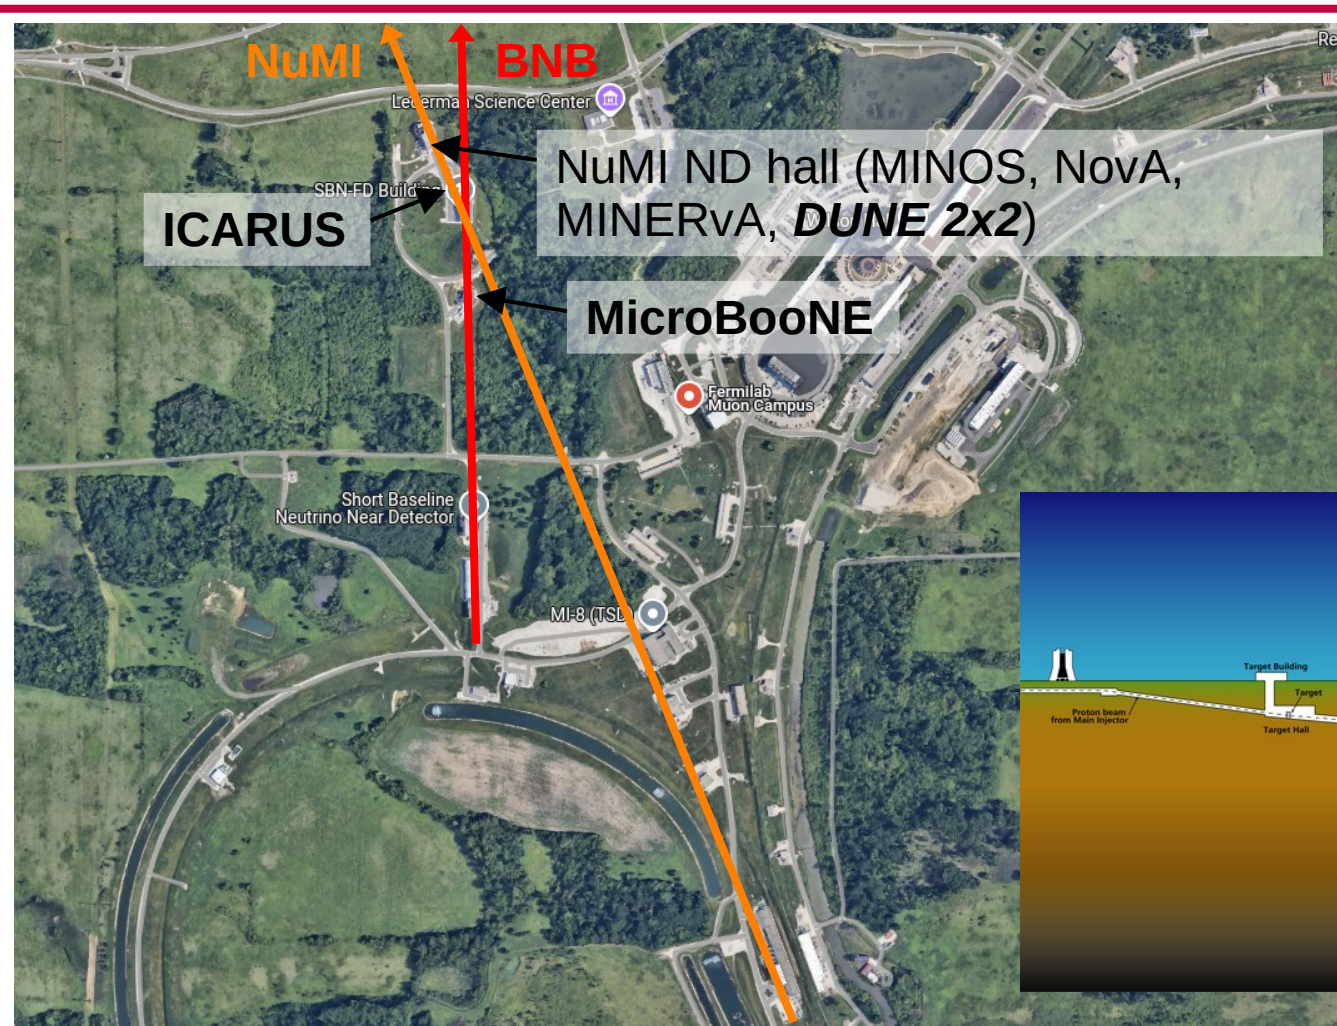 NuMI
BNB
Re
Lederman Science Center
NuMI ND hall (MINOS, NovA,
MINERvA, DUNE 2x2)
SBN-FD Building
ICARUS
MicroBooNE
Fermilab
Muon Campus
Short Baseline
Neutrino Near Detector
MI-8 (TSD)
Target Building
Target
Proton beam
from Main Injector
Target Hall